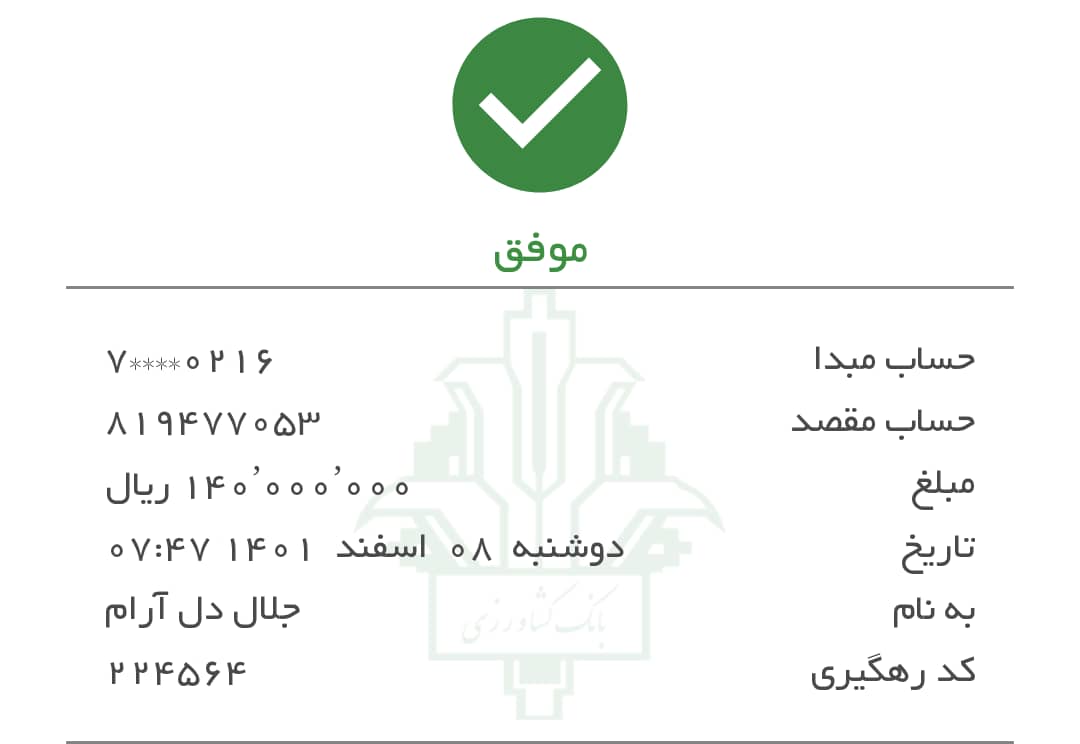 موفق
حساب مبدا ۷****۰۲۱۶
حساب مقصد ۸۱۹۴۷۷۰۵۳
مبلغ ۱۴۰٬۰۰۰٬۰۰۰ ریال
تاریخ دوشنبه ۰۸ اسفند ۱۴۰۱ ۰۷:۴۷
به نام جلال دل آرام
کد رهگیری ۲۲۴۵۶۴
بانک کشاورزی